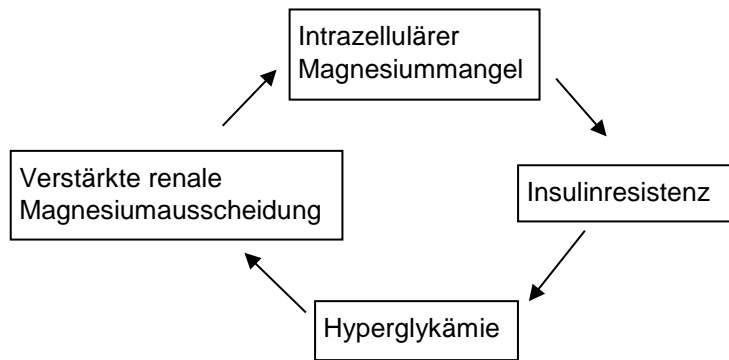 Intrazellulärer
Magnesiummangel
Verstärkte renale
Magnesiumausscheidung
Insulinresistenz
Hyperglykämie